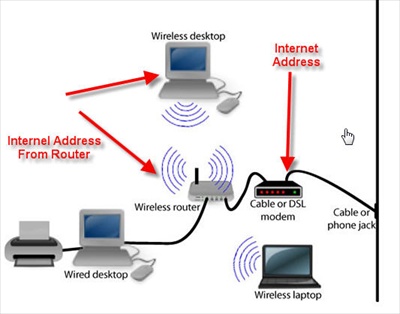 Wireless desktop
Internet
Address
Internel Address
From Router
Wireless router
Cable or DSL
modem
Cable or
phone jack
Wired desktop
Wireless laptop